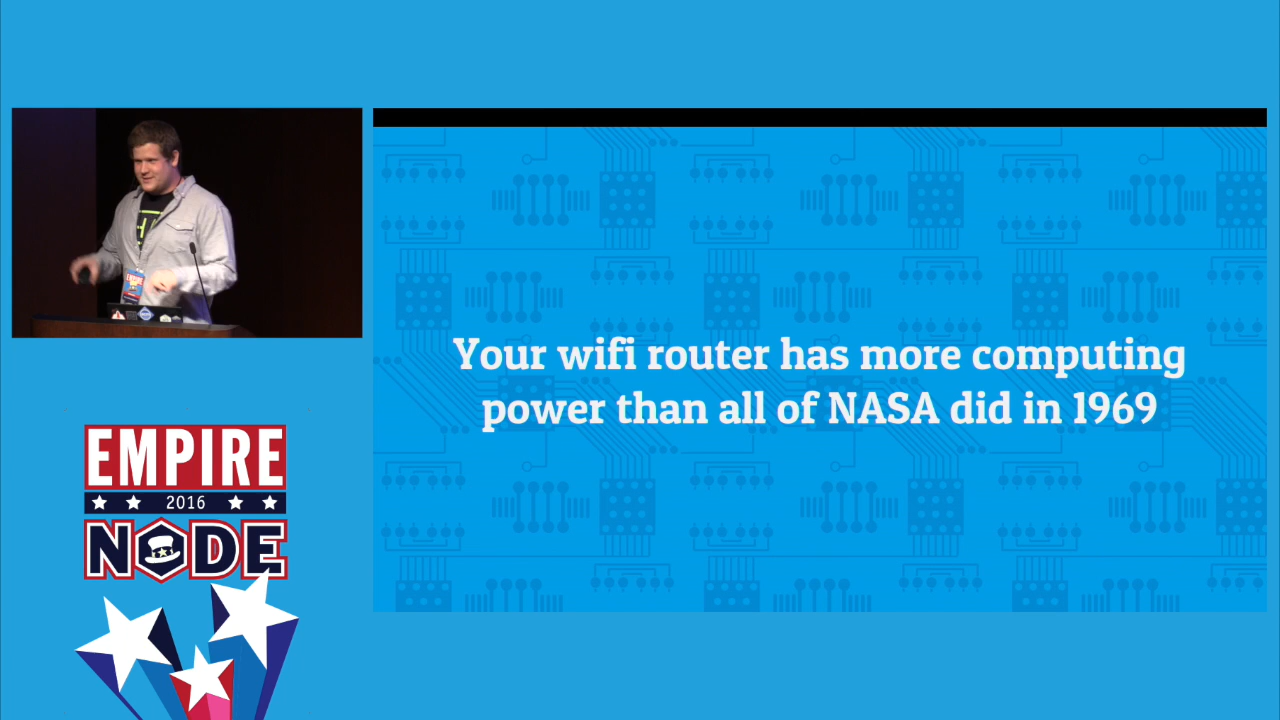 Your wifi router has more computing
power than all of NASA did in 1969
EMPIRE
2016
NODE